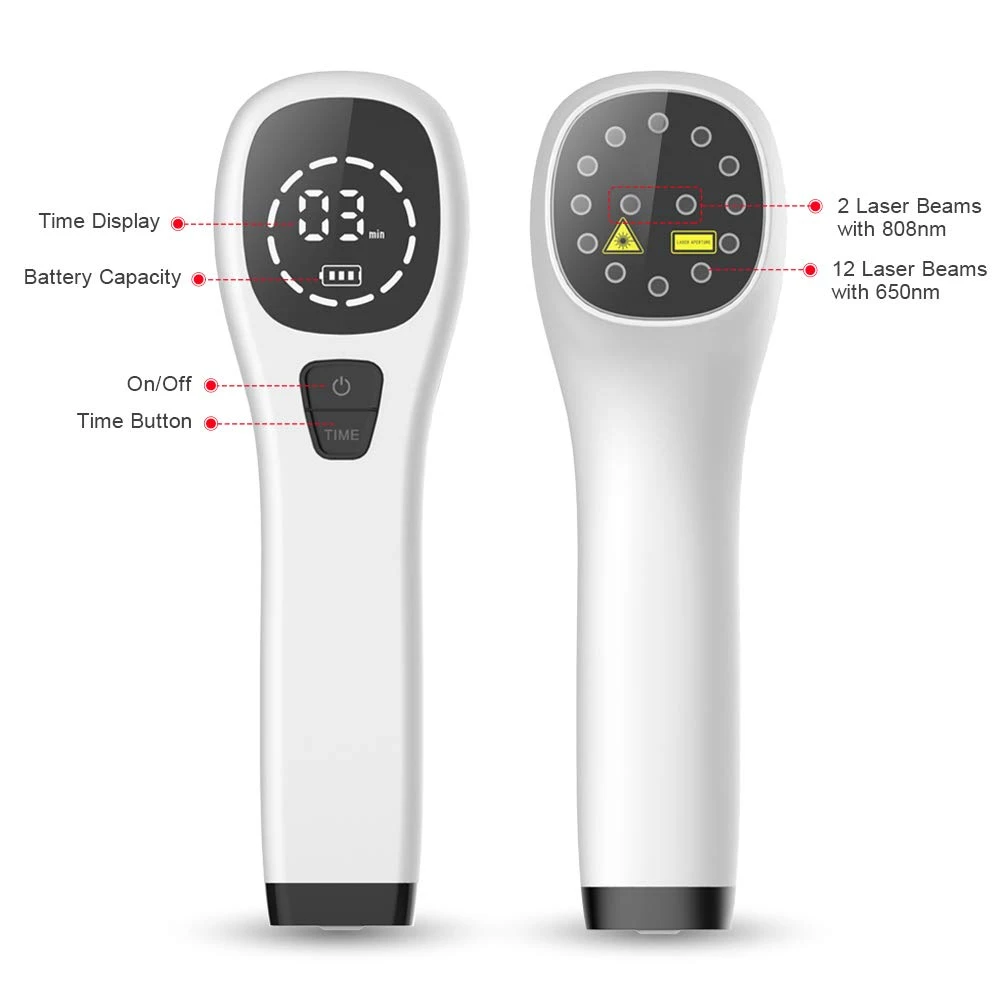 03 min
Time Display
Battery Capacity
On/Off
Time Button
TIME
2 Laser Beams
with 808nm
LASER APERTURE
12 Laser Beams
with 650nm